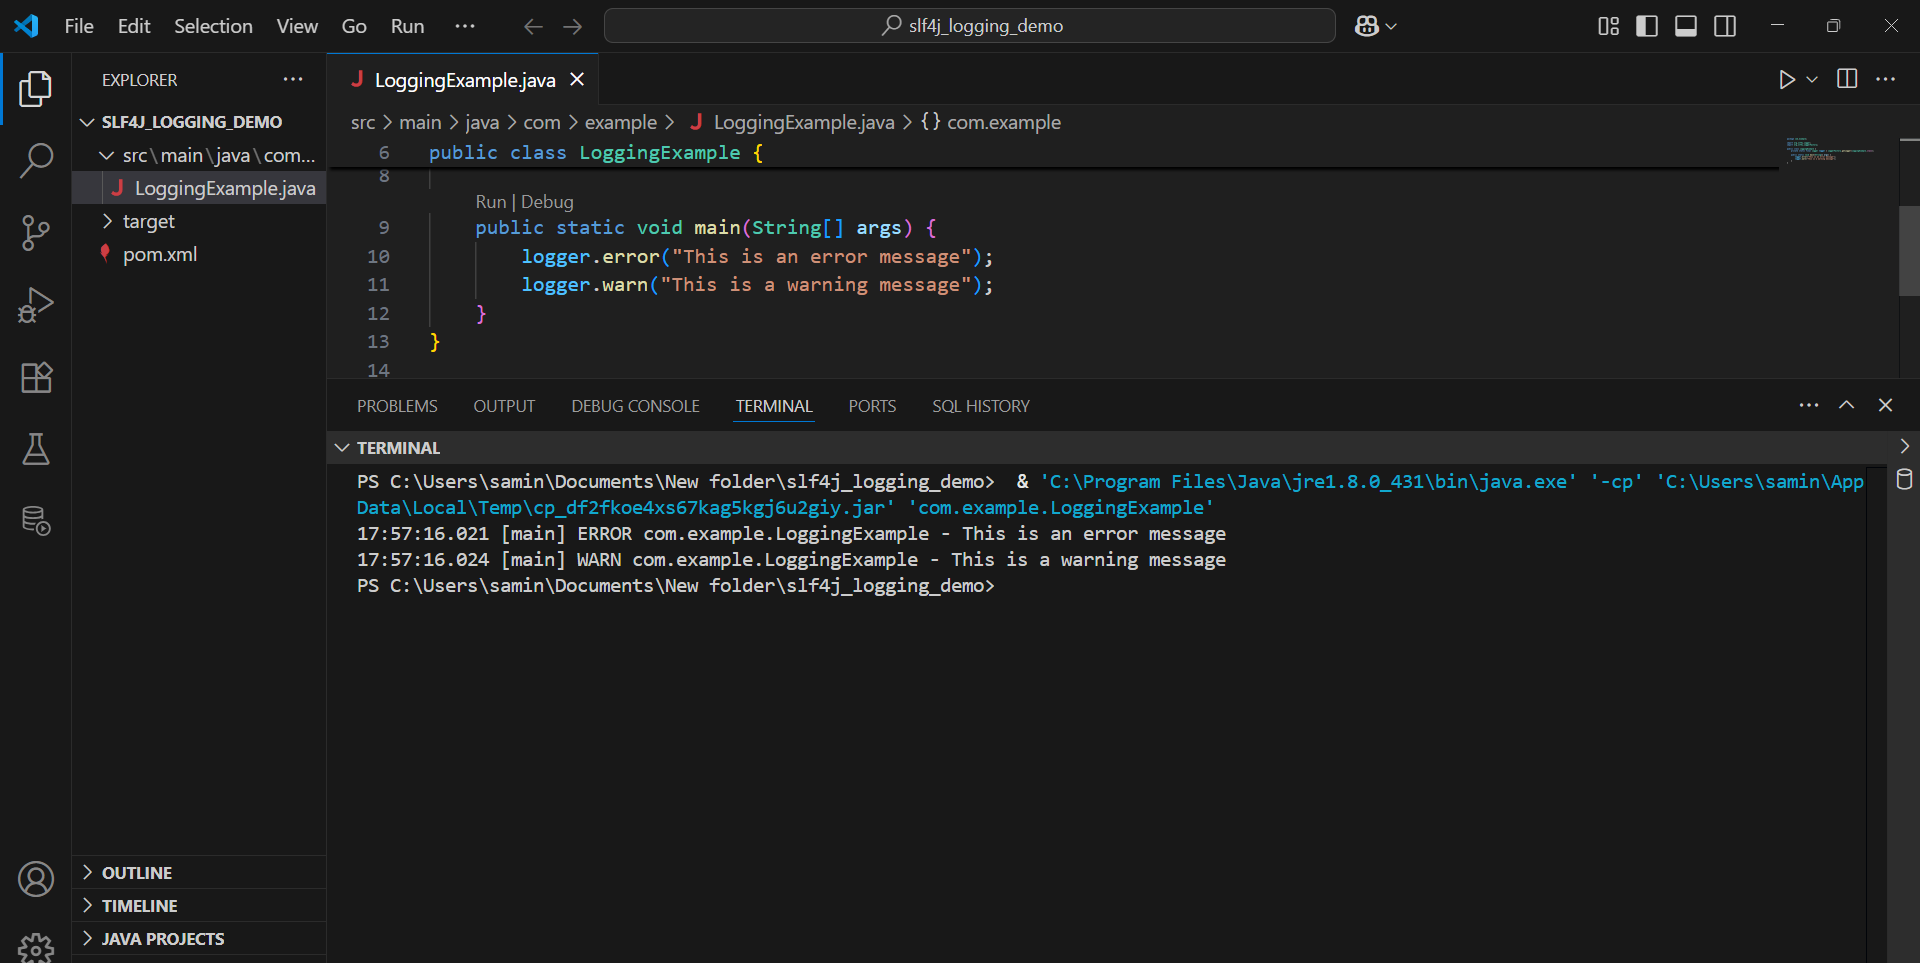 File Edit Selection View Go Run ··· slf4j_logging_demo
EXPLORER ···
SLF4J_LOGGING_DEMO
src\main\java\com...
LoggingExample.java
target
pom.xml
OUTLINE
TIMELINE
JAVA PROJECTS
LoggingExample.java
src > main > java > com > example > J LoggingExample.java > {} com.example
6 public class LoggingExample {
8
Run | Debug
9 public static void main(String[] args) {
10 logger.error("This is an error message");
11 logger.warn("This is a warning message");
12 }
13 }
14
PROBLEMS OUTPUT DEBUG CONSOLE TERMINAL PORTS SQL HISTORY
TERMINAL
PS C:\Users\samin\Documents\New folder\slf4j_logging_demo> & 'C:\Program Files\Java\jre1.8.0_431\bin\java.exe' '-cp' 'C:\Users\samin\App
Data\Local\Temp\cp_df2fkoe4xs67kag5kgj6u2giy.jar' 'com.example.LoggingExample'
17:57:16.021 [main] ERROR com.example.LoggingExample - This is an error message
17:57:16.024 [main] WARN com.example.LoggingExample - This is a warning message
PS C:\Users\samin\Documents\New folder\slf4j_logging_demo>